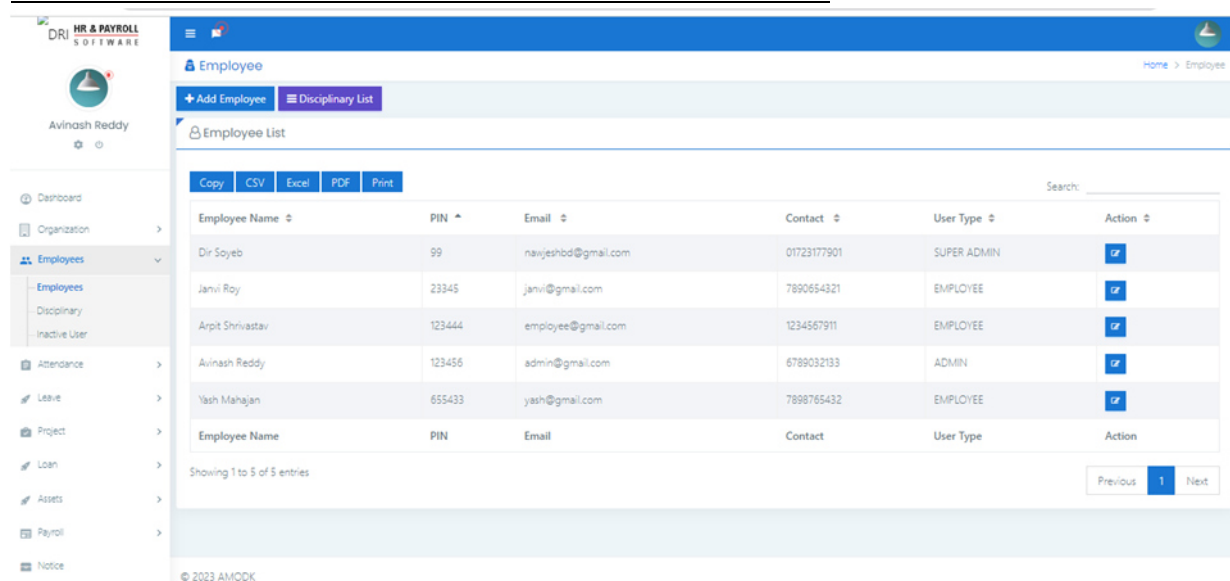 DRI HR & PAYROLL
SOFTWARE
Avinash Reddy
Dashboard
Organization
Employees
Employees
Disciplinary
Inactive User
Attendance
Leave
Project
Loan
Assets
Payroll
Notice
Employee
Home > Employee
+ Add Employee Disciplinary List
Employee List
Copy CSV Excel PDF Print
Search:
Employee Name PIN Email Contact User Type Action
Dir Soyeb 99 nawjeshbd@gmail.com 01723177901 SUPER ADMIN
Janvi Roy 23345 janvi@gmail.com 7890654321 EMPLOYEE
Arpit Shrivastav 123444 employee@gmail.com 1234567911 EMPLOYEE
Avinash Reddy 123456 admin@gmail.com 6789032133 ADMIN
Yash Mahajan 655433 yash@gmail.com 7898765432 EMPLOYEE
Employee Name PIN Email Contact User Type Action
Showing 1 to 5 of 5 entries
Previous 1 Next
© 2023 AMODK